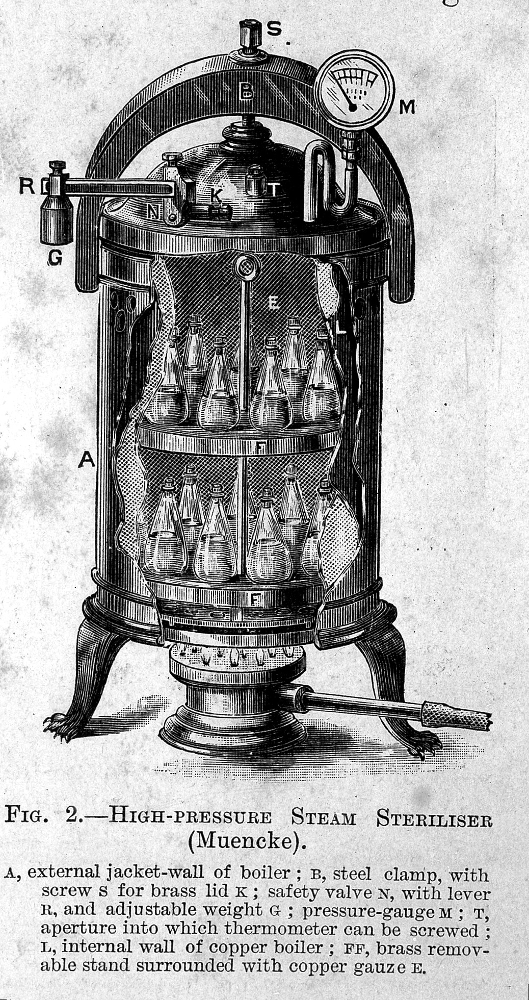 S
B
M
R
K
T
N
G
E
L
F
A
F
FIG. 2.—HIGH-PRESSURE STEAM STERILISER
(Muencke).
A, external jacket-wall of boiler ; B, steel clamp, with
screw S for brass lid K ; safety valve N, with lever
R, and adjustable weight G ; pressure-gauge M ; T,
aperture into which thermometer can be screwed ;
L, internal wall of copper boiler ; FF, brass remov-
able stand surrounded with copper gauze E.